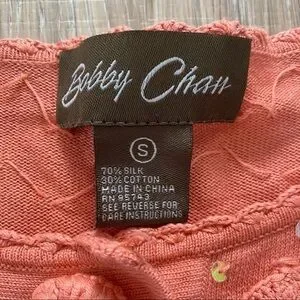 Bobby Chan
S
70% SILK
30% COTTON
MADE IN CHINA
RN 95743
SEE REVERSE FOR
CARE INSTRUCTIONS